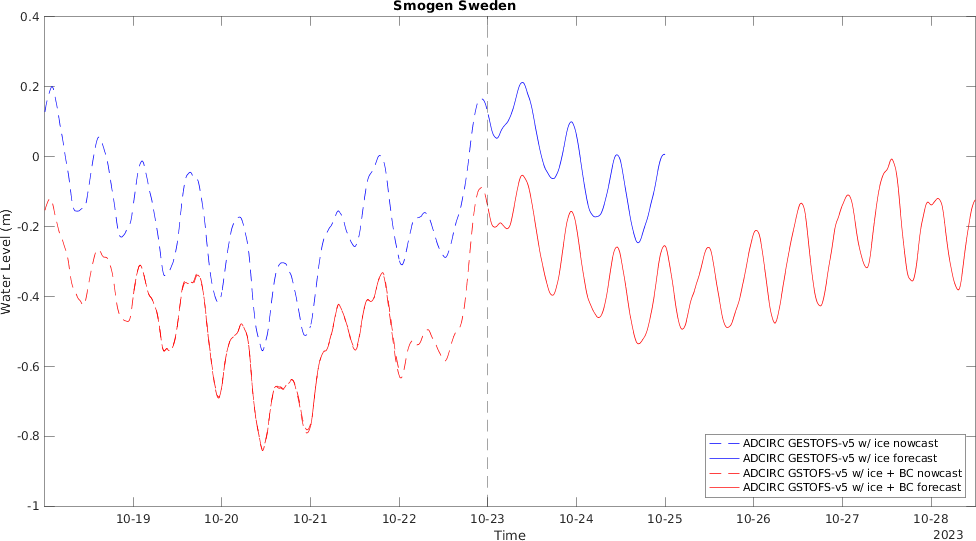 Smogen Sweden
0.4
0.2
0
-0.2
-0.4
-0.6
-0.8
-1
Water Level (m)
ADCIRC GESTOFS-v5 w/ ice nowcast
ADCIRC GESTOFS-v5 w/ ice forecast
ADCIRC GSTOFS-v5 w/ ice + BC nowcast
ADCIRC GSTOFS-v5 w/ ice + BC forecast
10-19 10-20 10-21 10-22 10-23 10-24 10-25 10-26 10-27 10-28
Time
2023